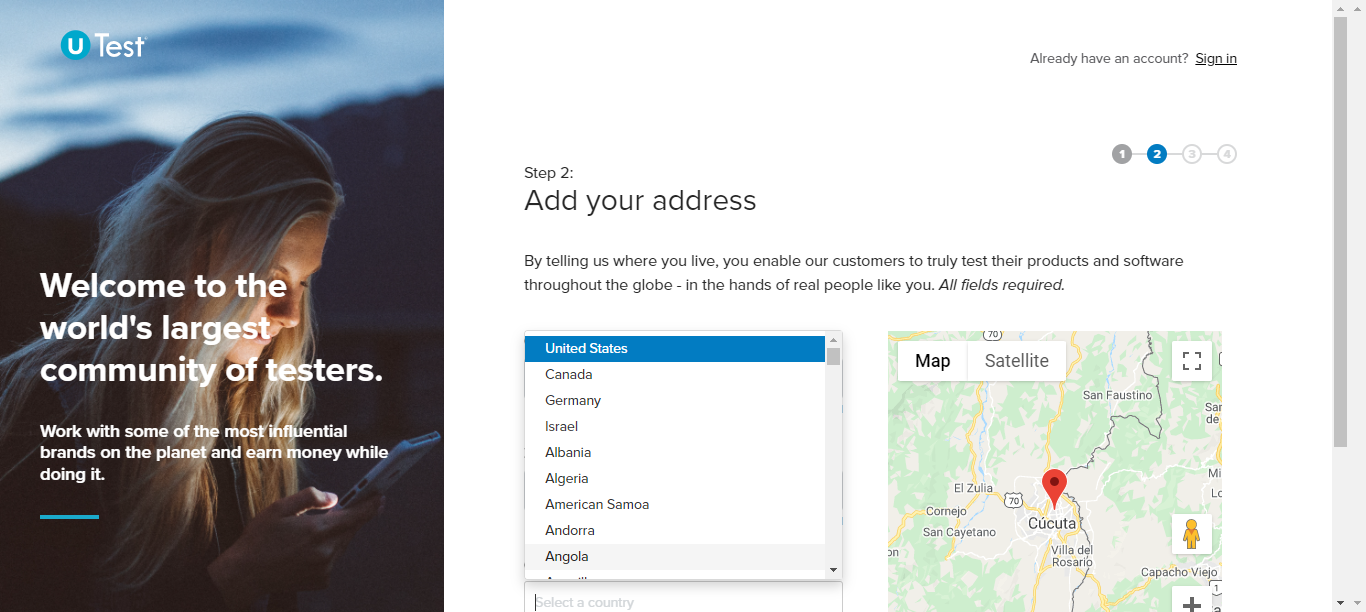 U Test
Already have an account? Sign in
1 2 3 4
Step 2:
Add your address
By telling us where you live, you enable our customers to truly test their products and software
throughout the globe - in the hands of real people like you. All fields required.
Welcome to the
world's largest
community of testers.
Work with some of the most influential
brands on the planet and earn money while
doing it.
United States
Canada
Germany
Israel
Albania
Algeria
American Samoa
Andorra
Angola
Select a country
70
Map Satellite
San Faustino
El Zulia
70
Cornejo
Cúcuta
San Cayetano
Villa del
Rosario
Capacho Viejo
1